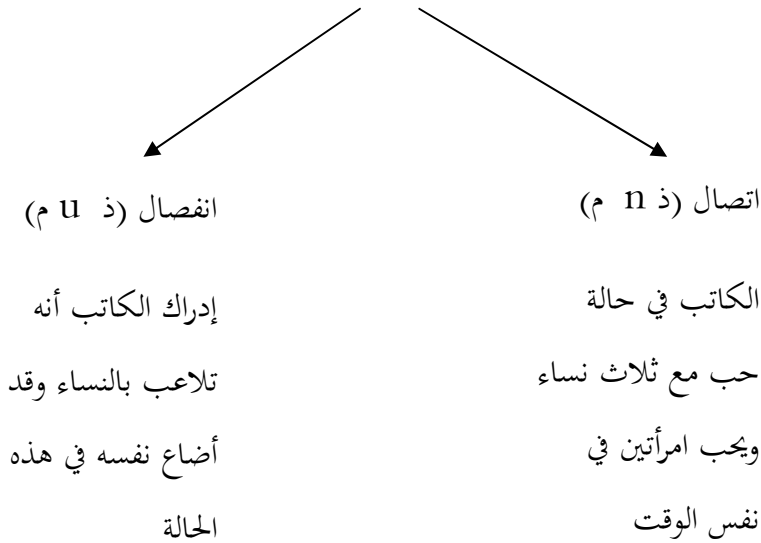 اتصال (ذ n م)
الكاتب في حالة
حب مع ثلاث نساء
ويحب امرأتين في
نفس الوقت
انفصال (ذ u م)
إدراك الكاتب أنه
تلاعب بالنساء وقد
أضاع نفسه في هذه
الحالة